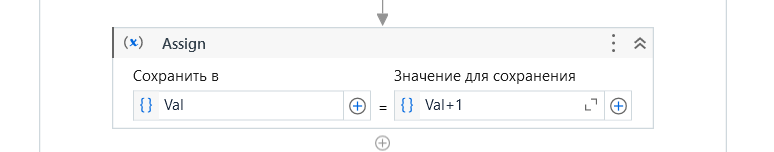 (x) Assign
Сохранить в
Значение для сохранения
{} Val = {} Val+1